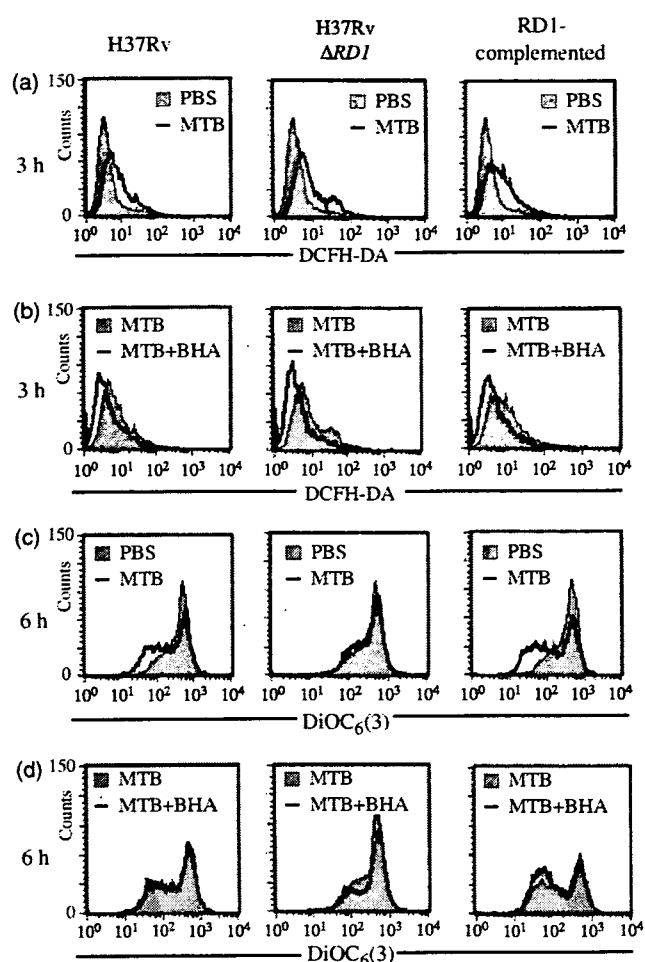 H37Rv
H37Rv
ΔRD1
RD1-
complemented
(a)
3 h
Counts
150
0
PBS
MTB
10⁰ 10¹ 10² 10³ 10⁴
PBS
MTB
10⁰ 10¹ 10² 10³ 10⁴
PBS
MTB
10⁰ 10¹ 10² 10³ 10⁴
DCFH-DA
(b)
3 h
Counts
150
0
MTB
MTB+BHA
10⁰ 10¹ 10² 10³ 10⁴
MTB
MTB+BHA
10⁰ 10¹ 10² 10³ 10⁴
MTB
MTB+BHA
10⁰ 10¹ 10² 10³ 10⁴
DCFH-DA
(c)
6 h
Counts
150
0
PBS
MTB
10⁰ 10¹ 10² 10³ 10⁴
PBS
MTB
10⁰ 10¹ 10² 10³ 10⁴
PBS
MTB
10⁰ 10¹ 10² 10³ 10⁴
DiOC₆(3)
(d)
6 h
Counts
150
0
MTB
MTB+BHA
10⁰ 10¹ 10² 10³ 10⁴
MTB
MTB+BHA
10⁰ 10¹ 10² 10³ 10⁴
MTB
MTB+BHA
10⁰ 10¹ 10² 10³ 10⁴
DiOC₆(3)